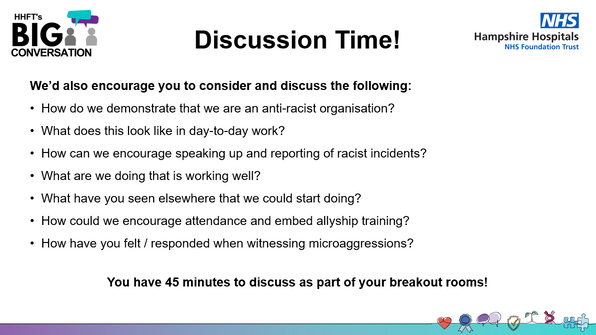 HHFT's
BIG
CONVERSATION
Discussion Time!
NHS
Hampshire Hospitals
NHS Foundation Trust
We'd also encourage you to consider and discuss the following:
• How do we demonstrate that we are an anti-racist organisation?
• What does this look like in day-to-day work?
• How can we encourage speaking up and reporting of racist incidents?
• What are we doing that is working well?
• What have you seen elsewhere that we could start doing?
• How could we encourage attendance and embed allyship training?
• How have you felt / responded when witnessing microaggressions?
You have 45 minutes to discuss as part of your breakout rooms!